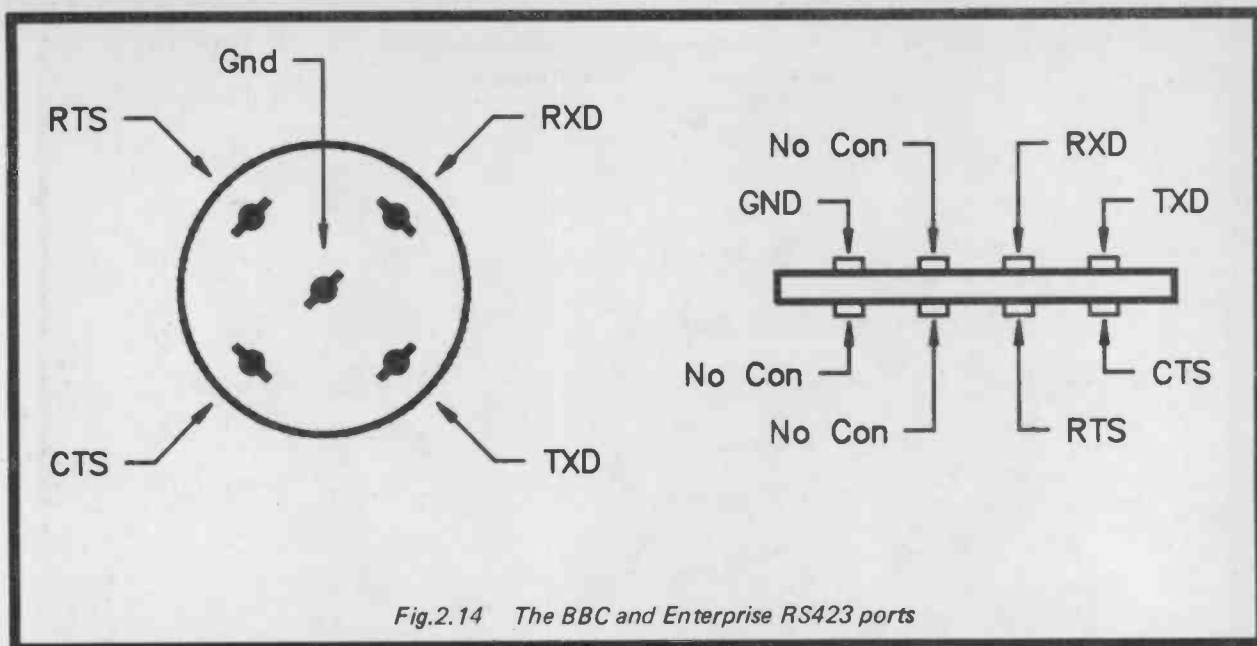 Gnd
RTS
RXD
CTS
TXD
No Con
RXD
GND
TXD
No Con
CTS
No Con
RTS
Fig.2.14 The BBC and Enterprise RS423 ports